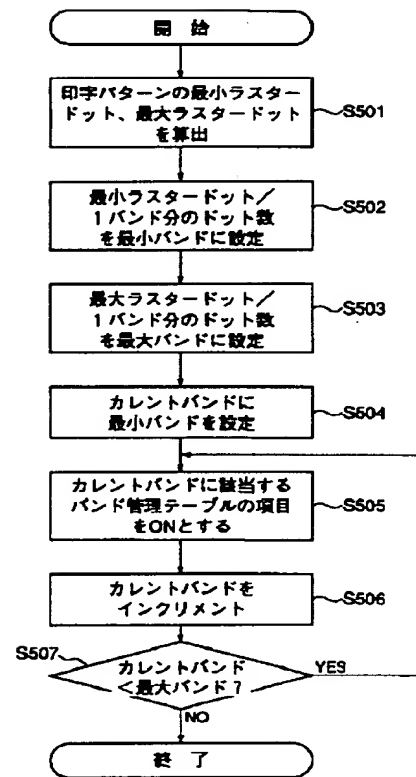 開 始
印字パターンの最小ラスター
ドット、最大ラスタードット
を算出
S501
最小ラスタードット／
1バンド分のドット数
を最小バンドに設定
S502
最大ラスタードット／
1バンド分のドット数
を最大バンドに設定
S503
カレントバンドに
最小バンドを設定
S504
カレントバンドに該当する
バンド管理テーブルの項目
をONとする
S505
カレントバンドを
インクリメント
S506
S507
カレントバンド
＜最大バンド？
YES
NO
終 了